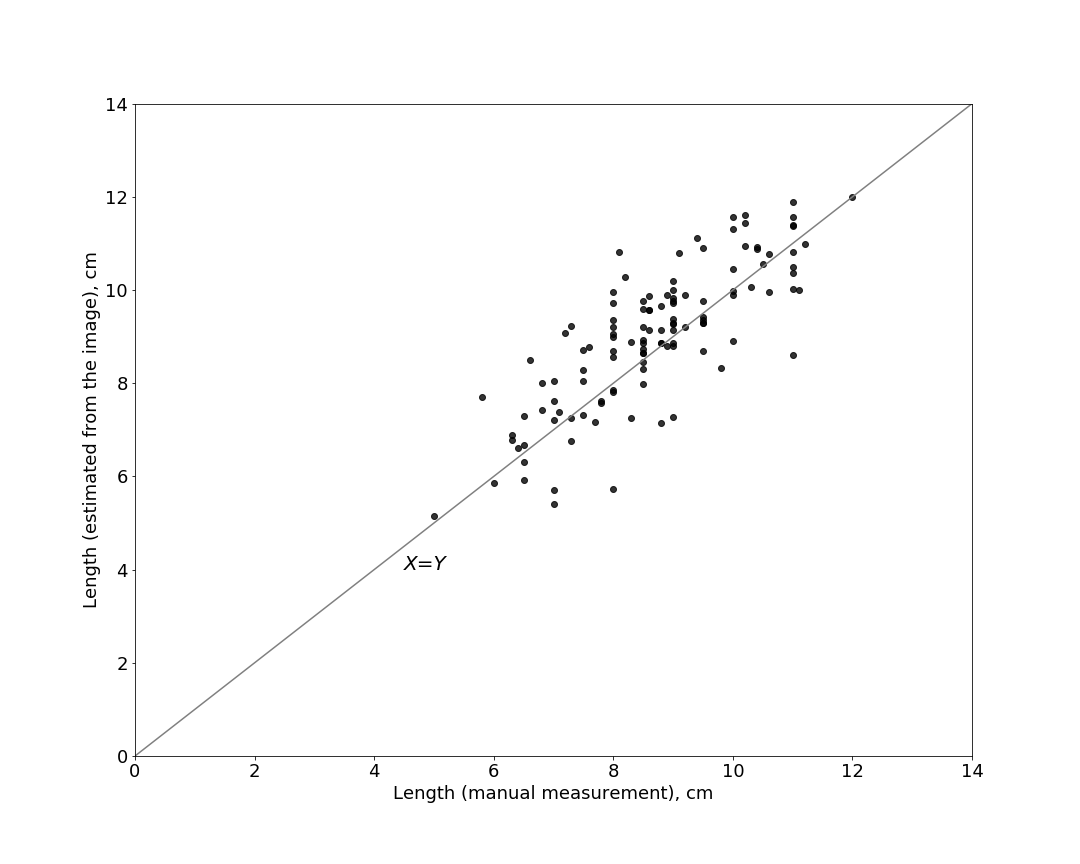 14
12
10
8
6
4
2
0
Length (estimated from the image), cm
X=Y
0 2 4 6 8 10 12 14
Length (manual measurement), cm